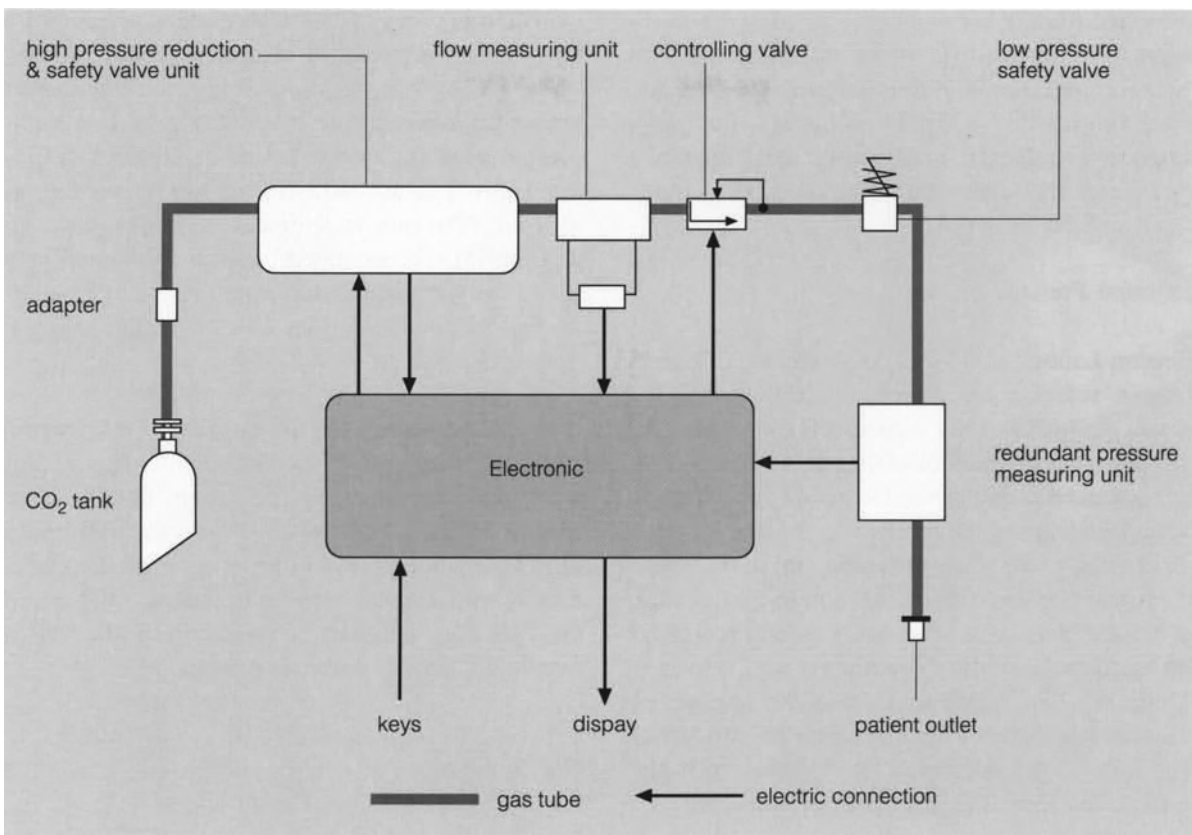 high pressure reduction
& safety valve unit
flow measuring unit
controlling valve
low pressure
safety valve
adapter
CO₂ tank
Electronic
redundant pressure
measuring unit
keys
dispay
patient outlet
gas tube
electric connection